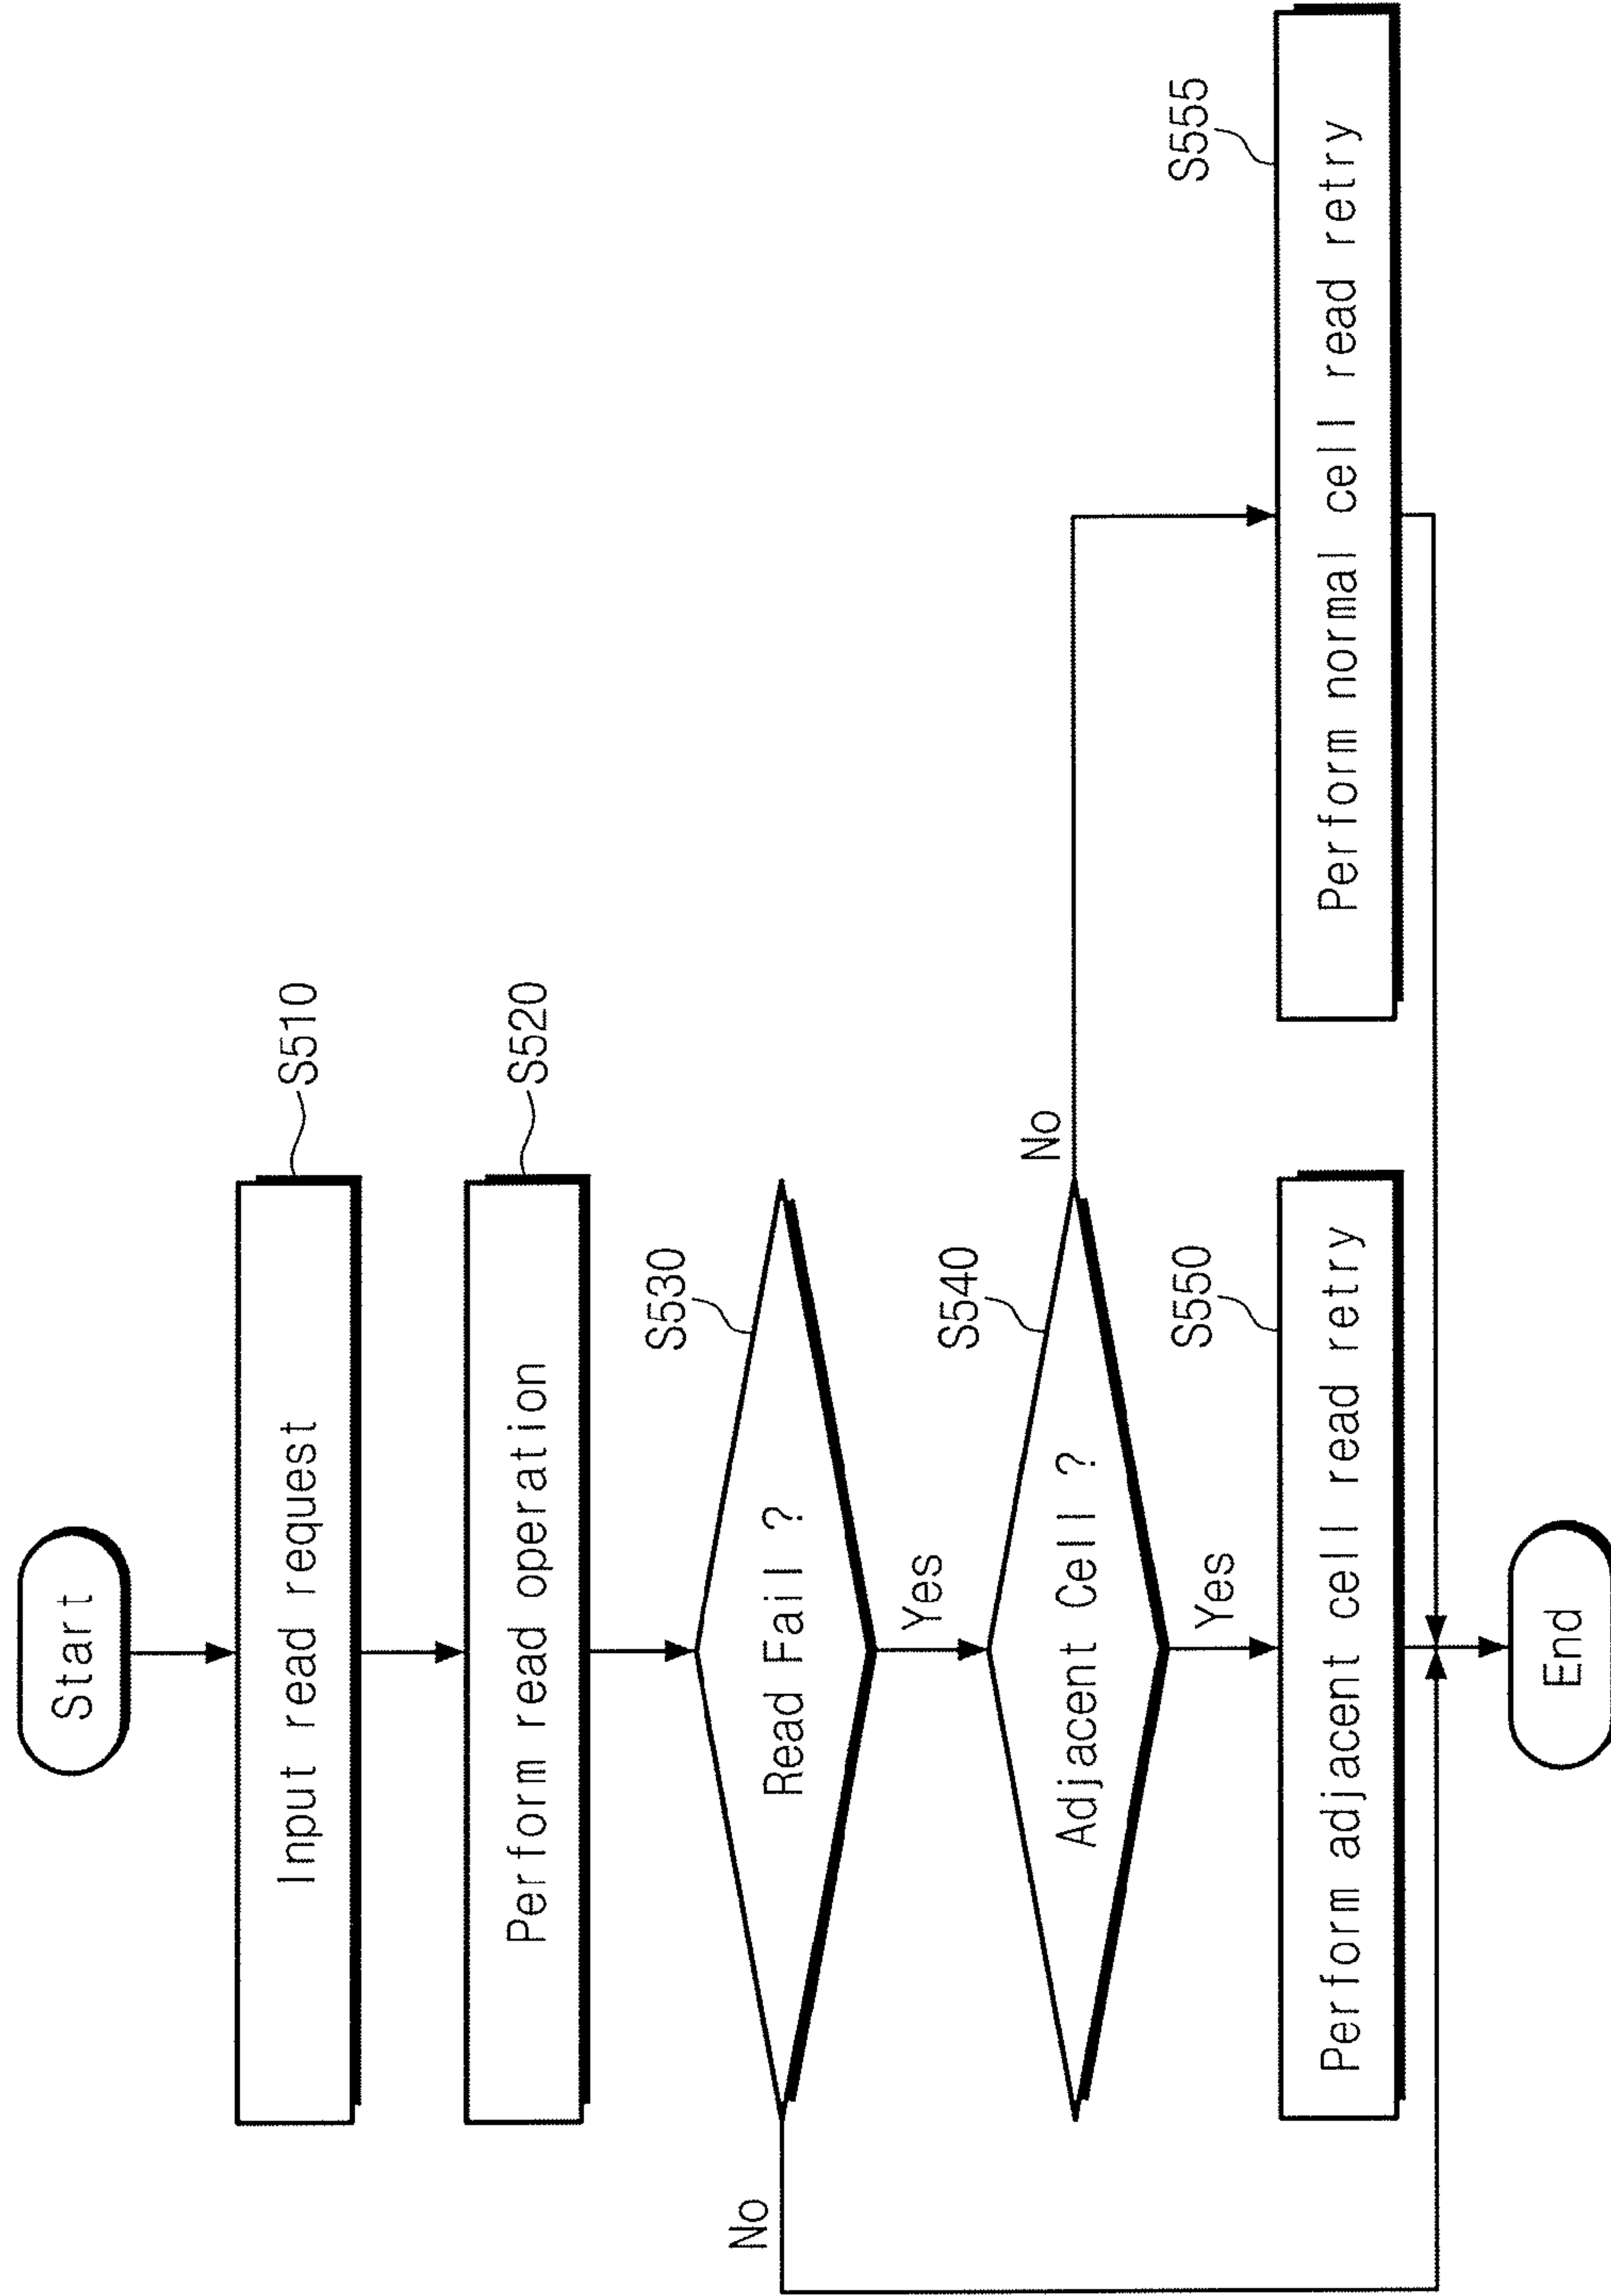 Start
Input read request
S510
Perform read operation
S520
Read Fail ?
S530
No
Yes
Adjacent Cell ?
S540
No
Yes
Perform adjacent cell read retry
S550
Perform normal cell read retry
S555
End